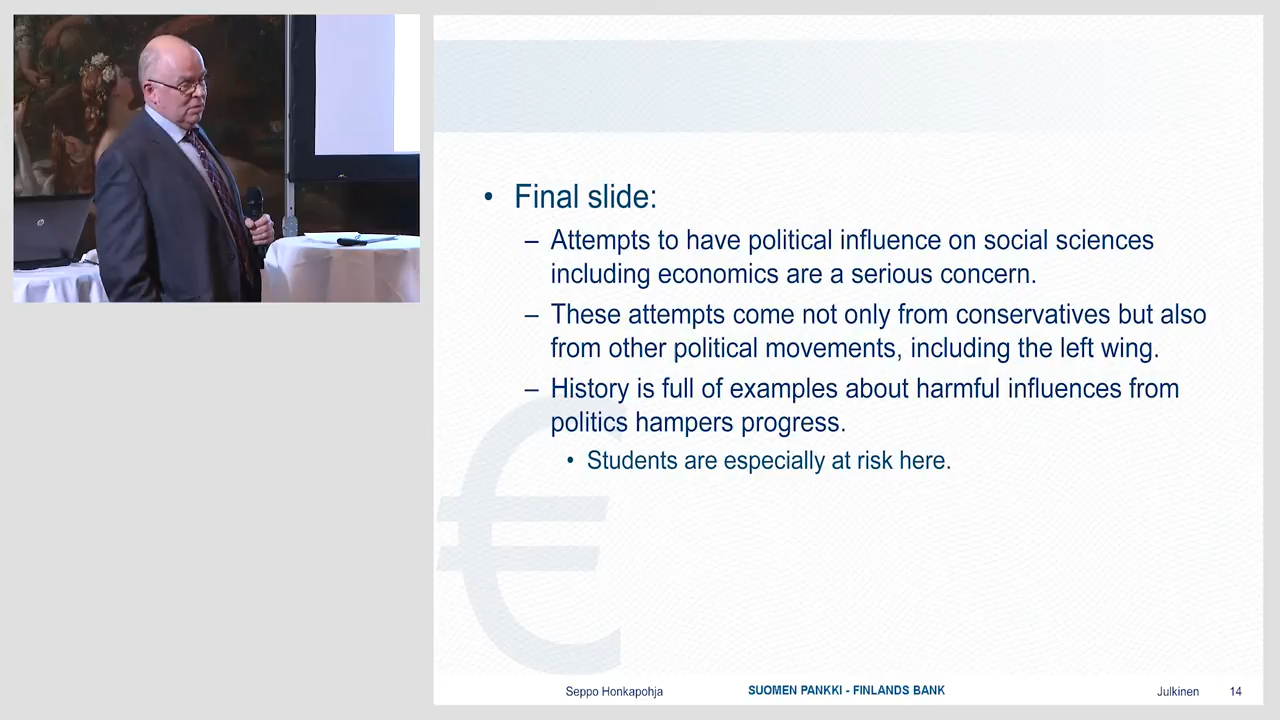 • Final slide:
– Attempts to have political influence on social sciences
including economics are a serious concern.
– These attempts come not only from conservatives but also
from other political movements, including the left wing.
– History is full of examples about harmful influences from
politics hampers progress.
• Students are especially at risk here.
€
Seppo Honkapohja
SUOMEN PANKKI - FINLANDS BANK
Julkinen
14
hp